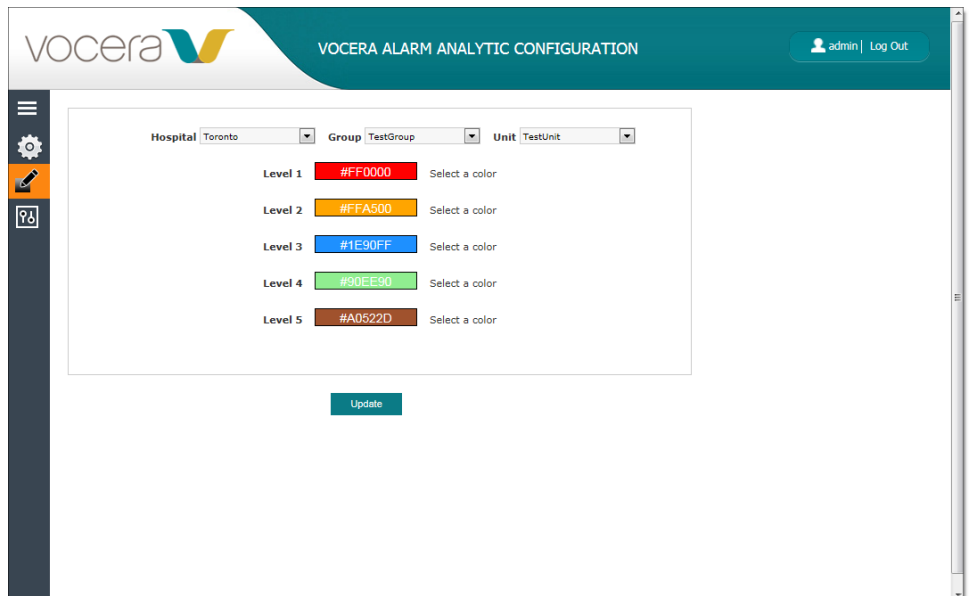 vocera
VOCERA ALARM ANALYTIC CONFIGURATION
admin | Log Out
Hospital Toronto Group TestGroup Unit TestUnit
Level 1 #FF0000 Select a color
Level 2 #FFA500 Select a color
Level 3 #1E90FF Select a color
Level 4 #90EE90 Select a color
Level 5 #A0522D Select a color
Update